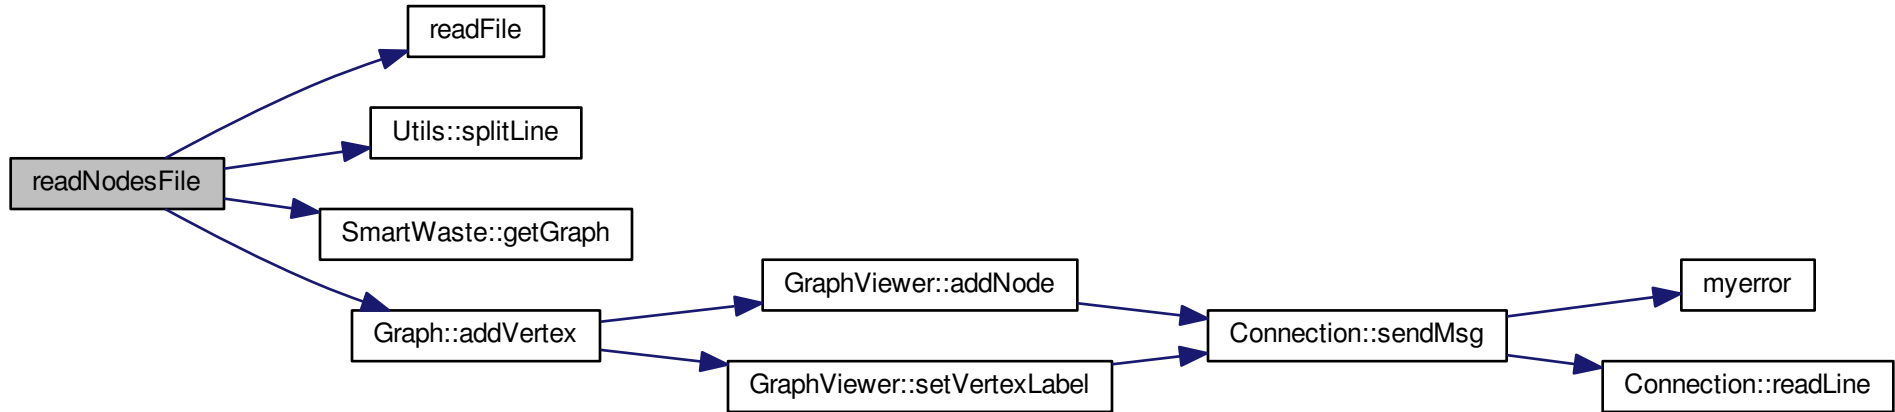 readFile
Utils::splitLine
readNodesFile
SmartWaste::getGraph
GraphViewer::addNode
myerror
Graph::addVertex
Connection::sendMsg
GraphViewer::setVertexLabel
Connection::readLine